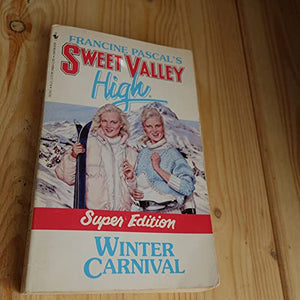 FRANCINE PASCAL'S
SWEET VALLEY
High
Super Edition
WINTER
CARNIVAL